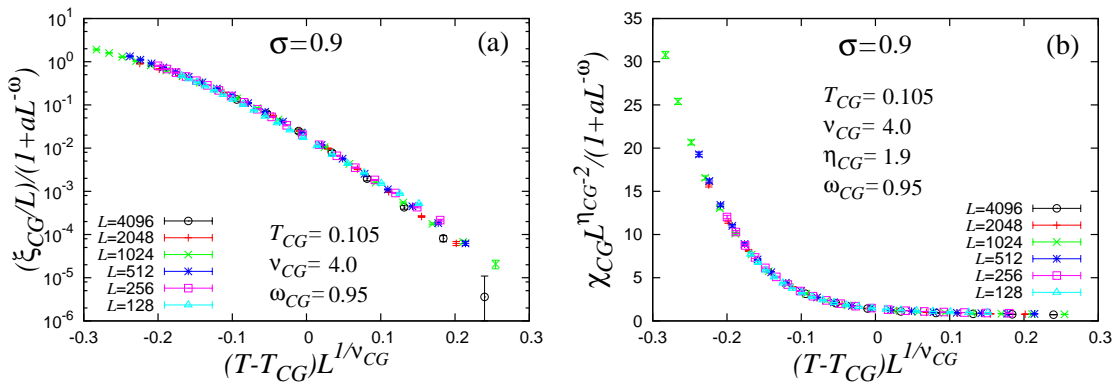 σ=0.9
(a)
10^1
10^0
10^-1
10^-2
10^-3
10^-4
10^-5
10^-6
(ξ_CG/L)/(1+aL^-ω)
L=4096
L=2048
L=1024
L=512
L=256
L=128
T_CG= 0.105
ν_CG= 4.0
ω_CG= 0.95
-0.3 -0.2 -0.1 0 0.1 0.2 0.3
(T-T_CG)L^1/ν_CG
σ=0.9
(b)
35
30
25
20
15
10
5
0
χ_CG L^η_CG-2/(1+aL^-ω)
T_CG= 0.105
ν_CG= 4.0
η_CG= 1.9
ω_CG= 0.95
L=4096
L=2048
L=1024
L=512
L=256
L=128
-0.3 -0.2 -0.1 0 0.1 0.2 0.3
(T-T_CG)L^1/ν_CG